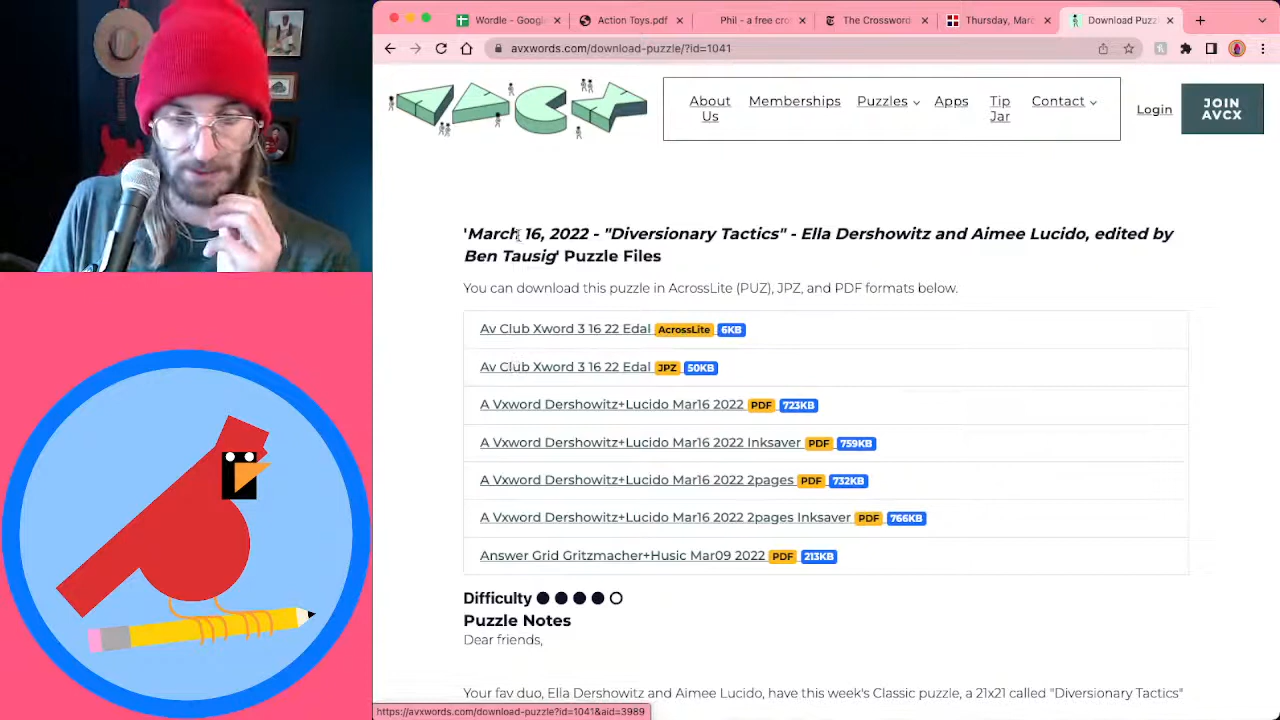 Wordle - Google
Action Toys.pdf
Phil - a free cro
The Crossword
Thursday, Marc
Download Puzz
avxwords.com/download-puzzle/?id=1041
AVCX
About Us
Memberships
Puzzles
Apps
Tip Jar
Contact
Login
JOIN AVCX
'March 16, 2022 - "Diversionary Tactics" - Ella Dershowitz and Aimee Lucido, edited by
Ben Tausig' Puzzle Files
You can download this puzzle in AcrossLite (PUZ), JPZ, and PDF formats below.
Av Club Xword 3 16 22 Edal AcrossLite 6KB
Av Club Xword 3 16 22 Edal JPZ 50KB
A Vxword Dershowitz+Lucido Mar16 2022 PDF 723KB
A Vxword Dershowitz+Lucido Mar16 2022 Inksaver PDF 759KB
A Vxword Dershowitz+Lucido Mar16 2022 2pages PDF 732KB
A Vxword Dershowitz+Lucido Mar16 2022 2pages Inksaver PDF 766KB
Answer Grid Gritzmacher+Husic Mar09 2022 PDF 213KB
Difficulty
Puzzle Notes
Dear friends,
Your fav duo, Ella Dershowitz and Aimee Lucido, have this week's Classic puzzle, a 21x21 called "Diversionary Tactics"
https://avxwords.com/download-puzzle?id=1041&aid=3989